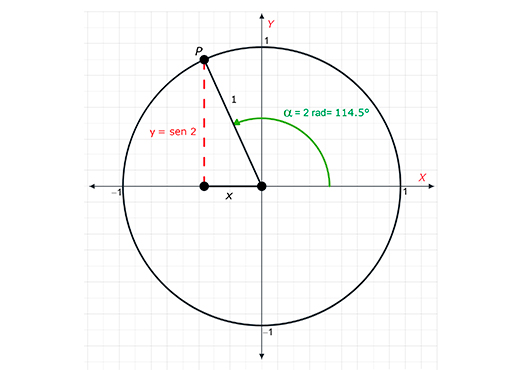 Y
1
P
1
α = 2 rad= 114.5°
y = sen 2
X
−1
x
1
−1